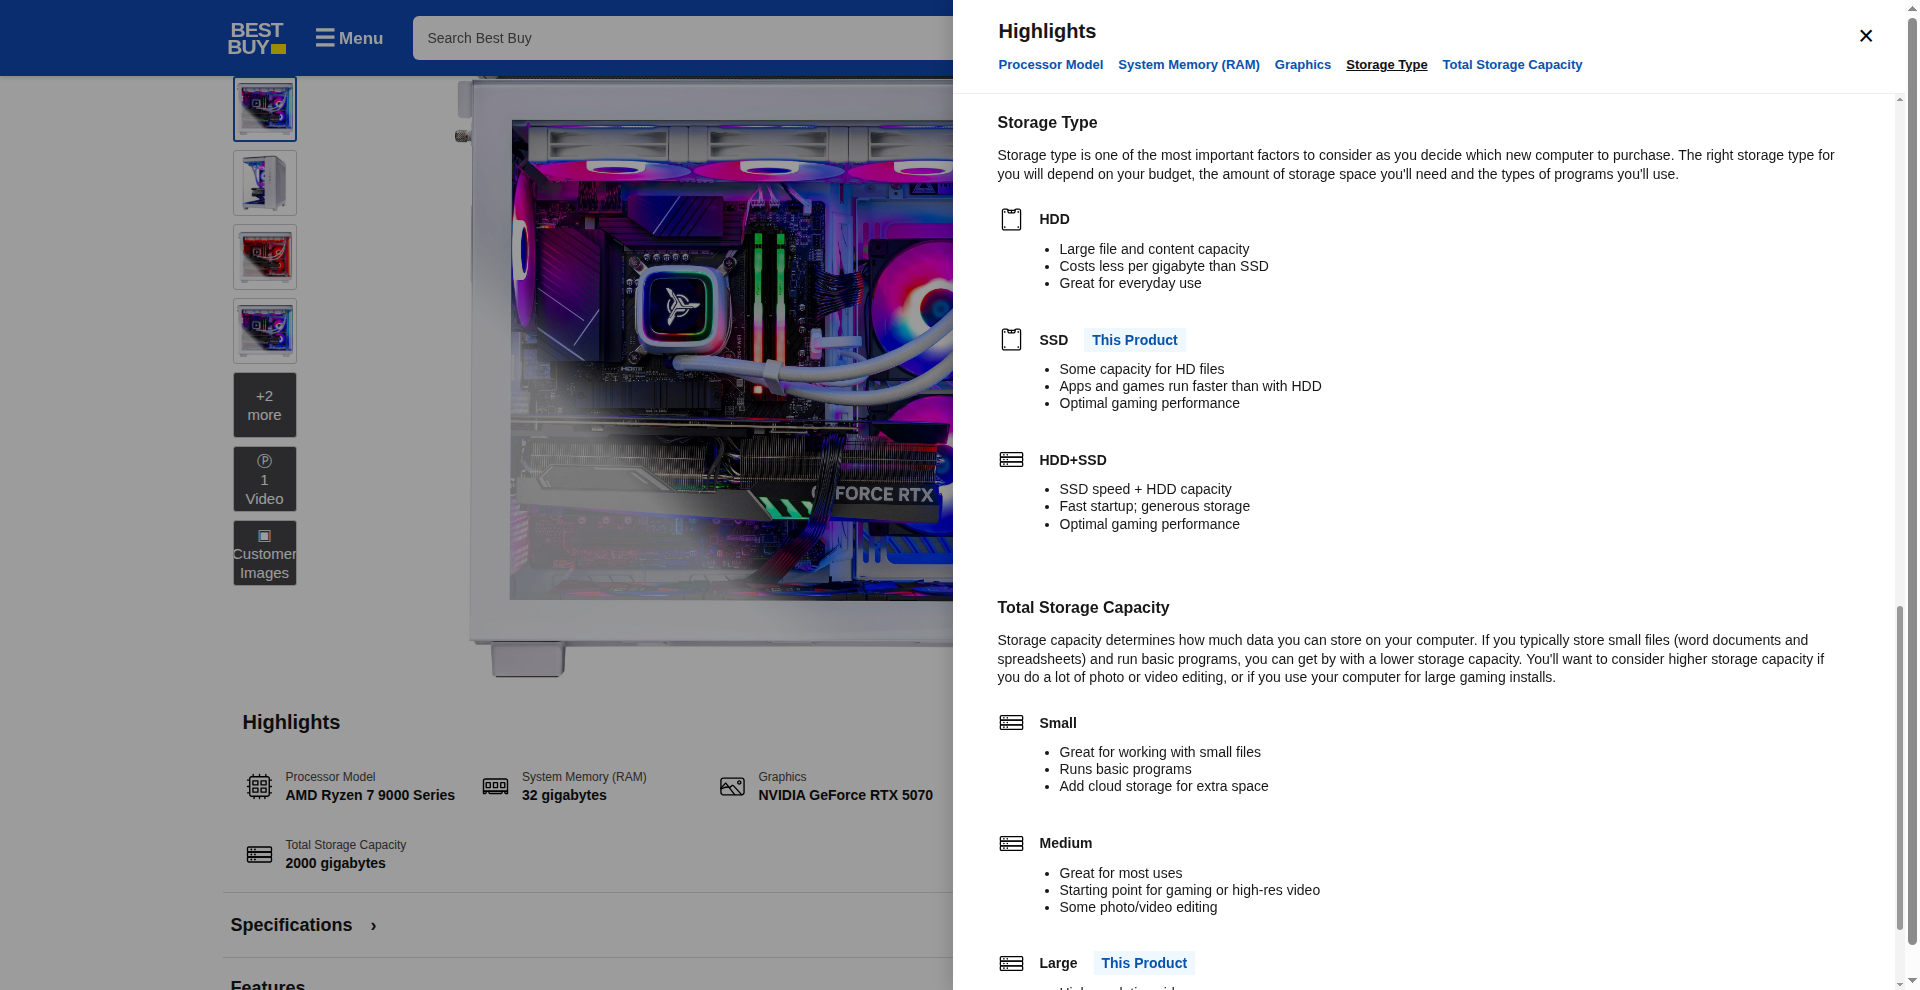 BEST
BUY
Menu
Search Best Buy
+2
more
1
Video
Customer
Images
FORCE RTX
Highlights
Processor Model
AMD Ryzen 7 9000 Series
System Memory (RAM)
32 gigabytes
Graphics
NVIDIA GeForce RTX 5070
Total Storage Capacity
2000 gigabytes
Specifications
Features
Highlights
Processor Model System Memory (RAM) Graphics Storage Type Total Storage Capacity
Storage Type
Storage type is one of the most important factors to consider as you decide which new computer to purchase. The right storage type for
you will depend on your budget, the amount of storage space you'll need and the types of programs you'll use.
HDD
• Large file and content capacity
• Costs less per gigabyte than SSD
• Great for everyday use
SSD This Product
• Some capacity for HD files
• Apps and games run faster than with HDD
• Optimal gaming performance
HDD+SSD
• SSD speed + HDD capacity
• Fast startup; generous storage
• Optimal gaming performance
Total Storage Capacity
Storage capacity determines how much data you can store on your computer. If you typically store small files (word documents and
spreadsheets) and run basic programs, you can get by with a lower storage capacity. You'll want to consider higher storage capacity if
you do a lot of photo or video editing, or if you use your computer for large gaming installs.
Small
• Great for working with small files
• Runs basic programs
• Add cloud storage for extra space
Medium
• Great for most uses
• Starting point for gaming or high-res video
• Some photo/video editing
Large This Product